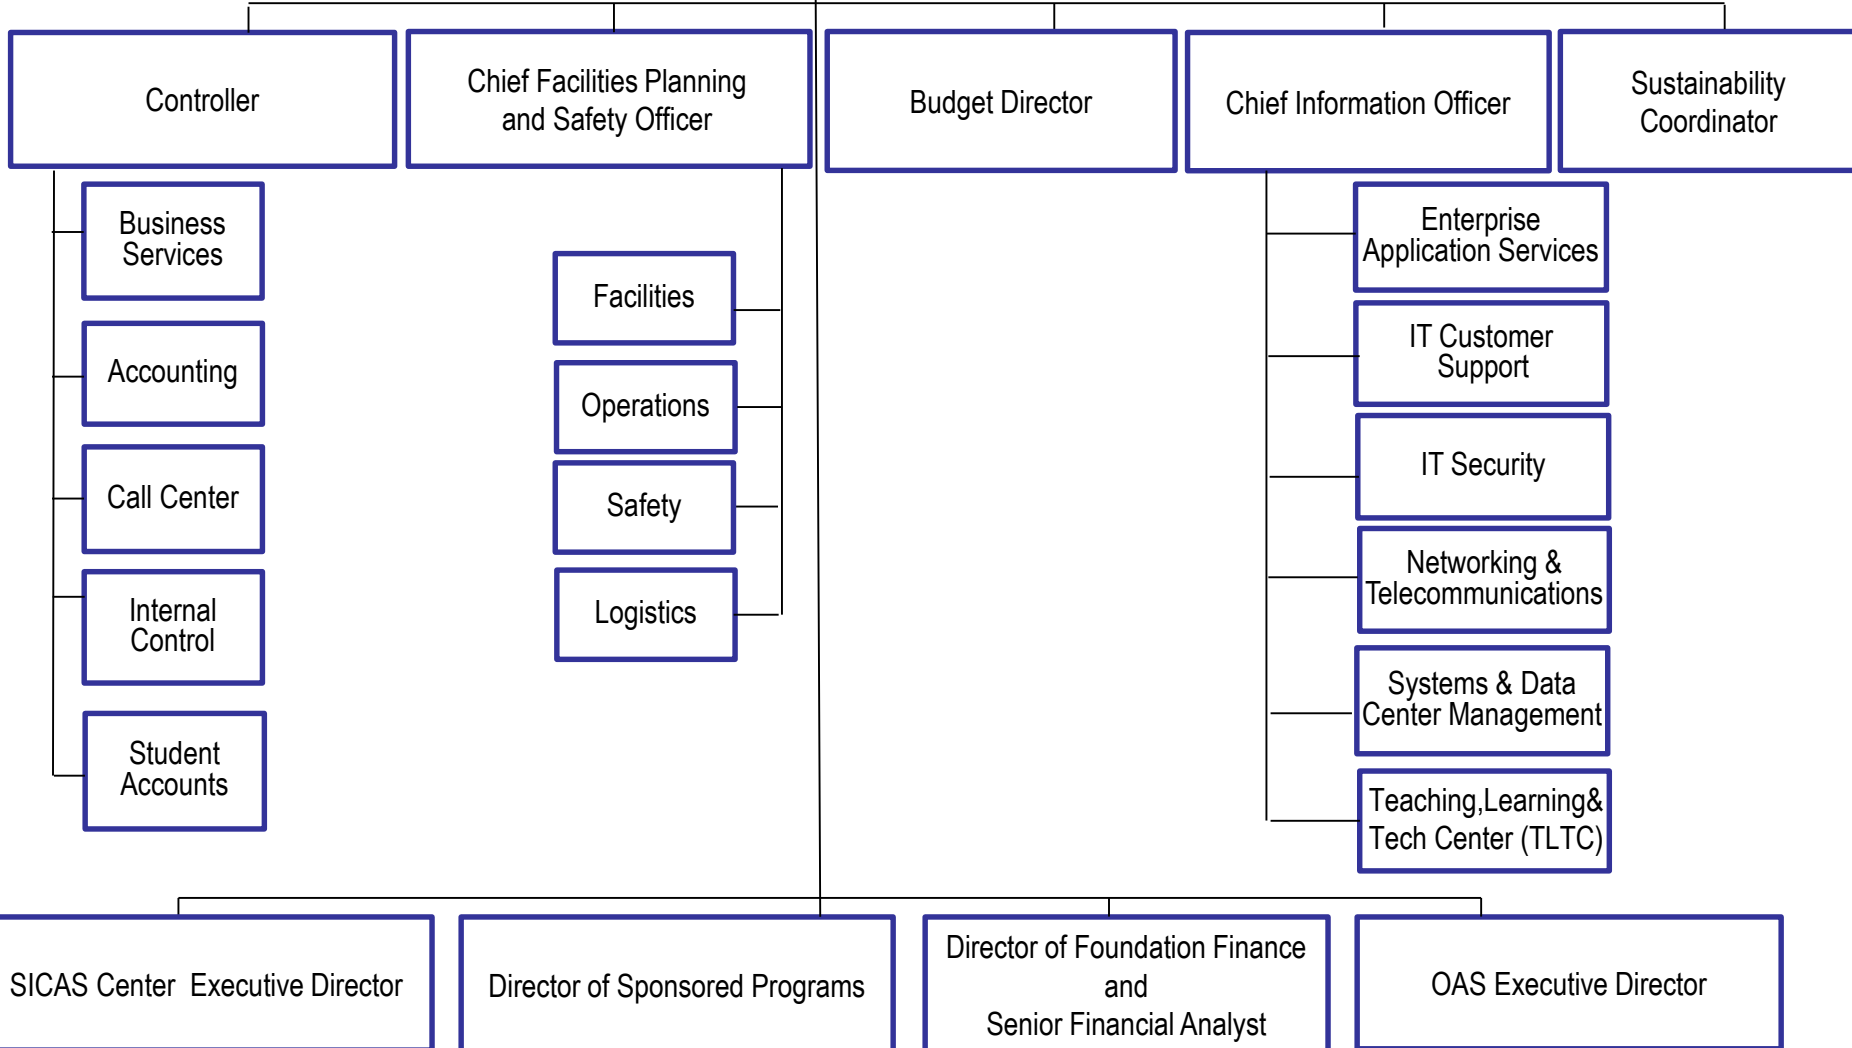 Controller
Chief Facilities Planning
and Safety Officer
Budget Director
Chief Information Officer
Sustainability
Coordinator
Business
Services
Accounting
Call Center
Internal
Control
Student
Accounts
Facilities
Operations
Safety
Logistics
Enterprise
Application Services
IT Customer
Support
IT Security
Networking &
Telecommunications
Systems & Data
Center Management
Teaching,Learning&
Tech Center (TLTC)
SICAS Center  Executive Director
Director of Sponsored Programs
Director of Foundation Finance
and
Senior Financial Analyst
OAS Executive Director